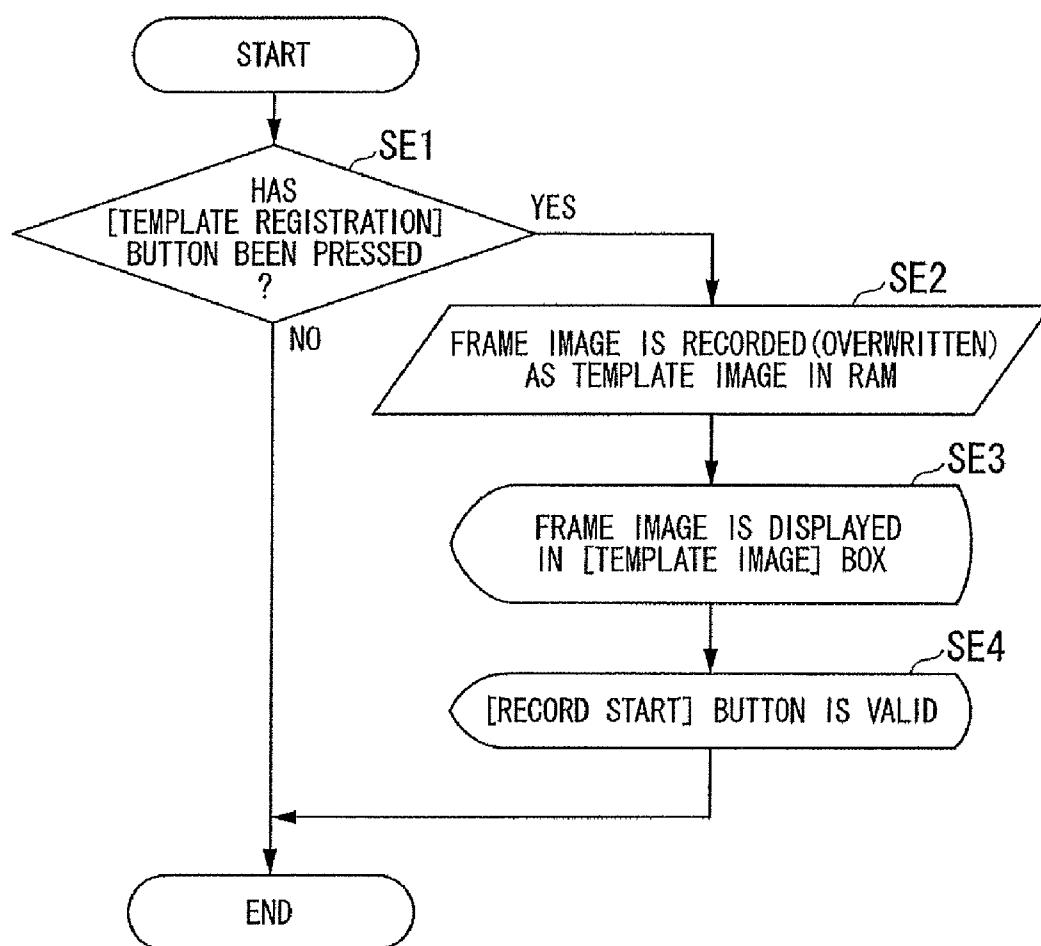 START
SE1
HAS
[TEMPLATE REGISTRATION]
BUTTON BEEN PRESSED
?
YES
NO
SE2
FRAME IMAGE IS RECORDED(OVERWRITTEN)
AS TEMPLATE IMAGE IN RAM
SE3
FRAME IMAGE IS DISPLAYED
IN [TEMPLATE IMAGE] BOX
SE4
[RECORD START] BUTTON IS VALID
END